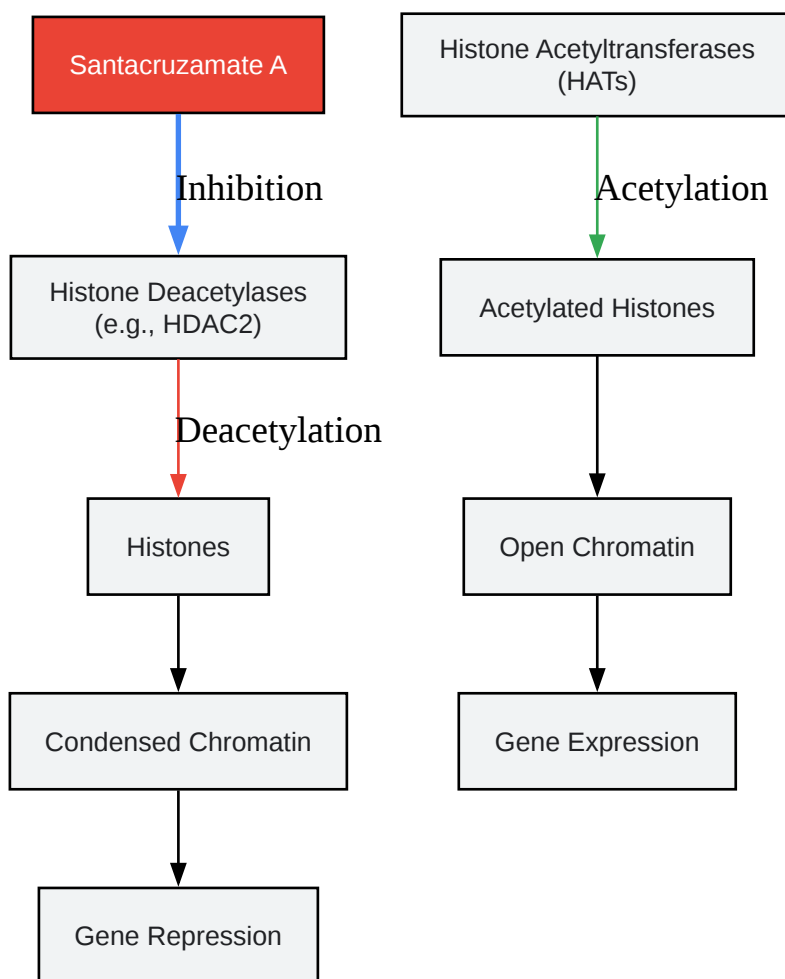 Santacruzamate A
Inhibition
Histone Deacetylases
(e.g., HDAC2)
Deacetylation
Histones
Condensed Chromatin
Gene Repression
Histone Acetyltransferases
(HATs)
Acetylation
Acetylated Histones
Open Chromatin
Gene Expression